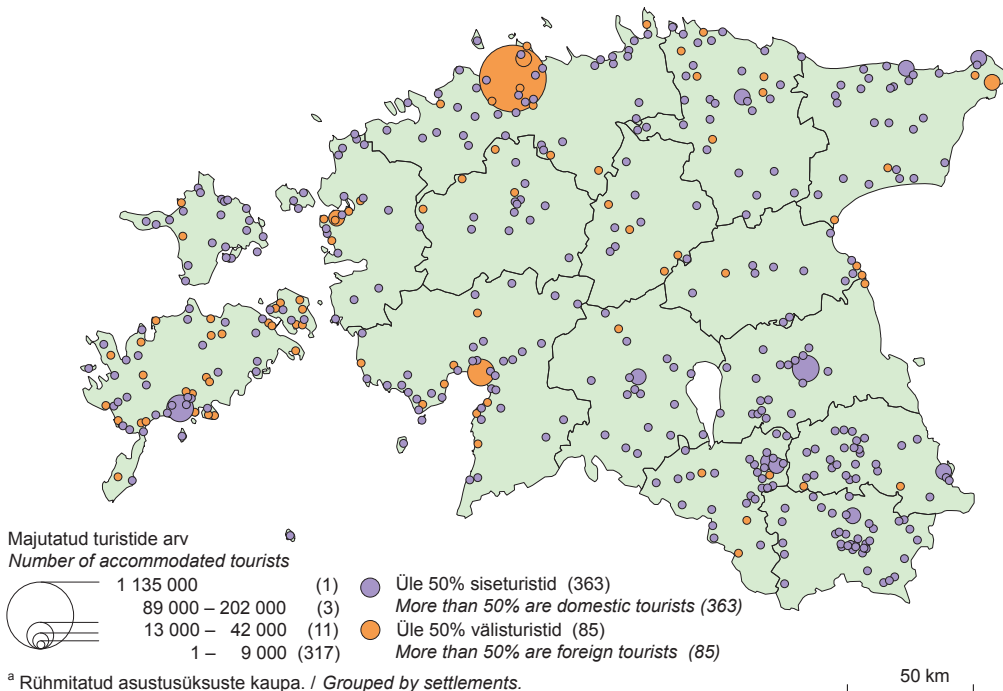 Majutatud turistide arv
Number of accommodated tourists
1 135 000 (1)
89 000 – 202 000 (3)
13 000 – 42 000 (11)
1 – 9 000 (317)
Üle 50% siseturistid (363)
More than 50% are domestic tourists (363)
Üle 50% välisturistid (85)
More than 50% are foreign tourists (85)
50 km
a Rühmitatud asustusüksuste kaupa. / Grouped by settlements.